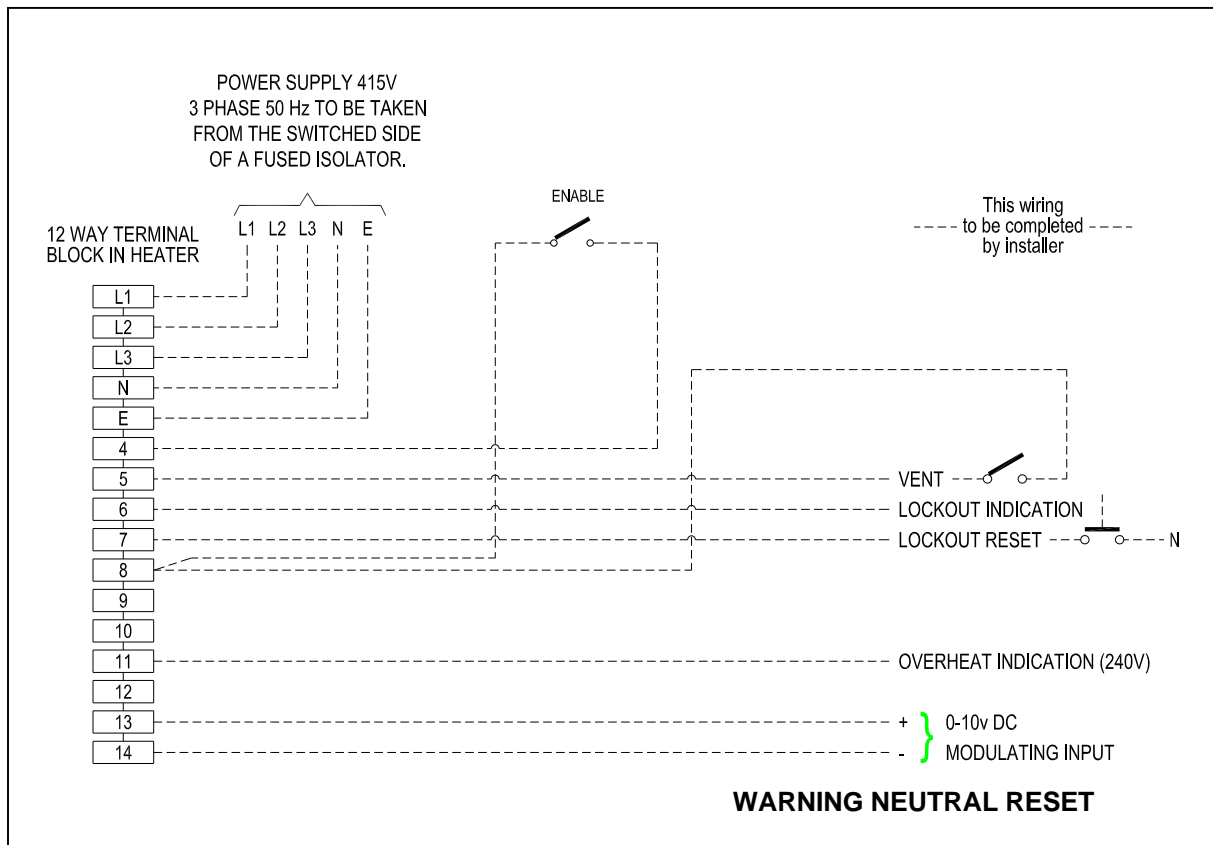 POWER SUPPLY 415V
3 PHASE 50 Hz TO BE TAKEN
FROM THE SWITCHED SIDE
OF A FUSED ISOLATOR.
ENABLE
This wiring
to be completed
by installer
12 WAY TERMINAL
BLOCK IN HEATER
L1 L2 L3 N E
L1
L2
L3
N
E
4
5 VENT
6 LOCKOUT INDICATION
7 LOCKOUT RESET N
8
9
10
11 OVERHEAT INDICATION (240V)
12
13 + 0-10v DC
14 - MODULATING INPUT
WARNING NEUTRAL RESET